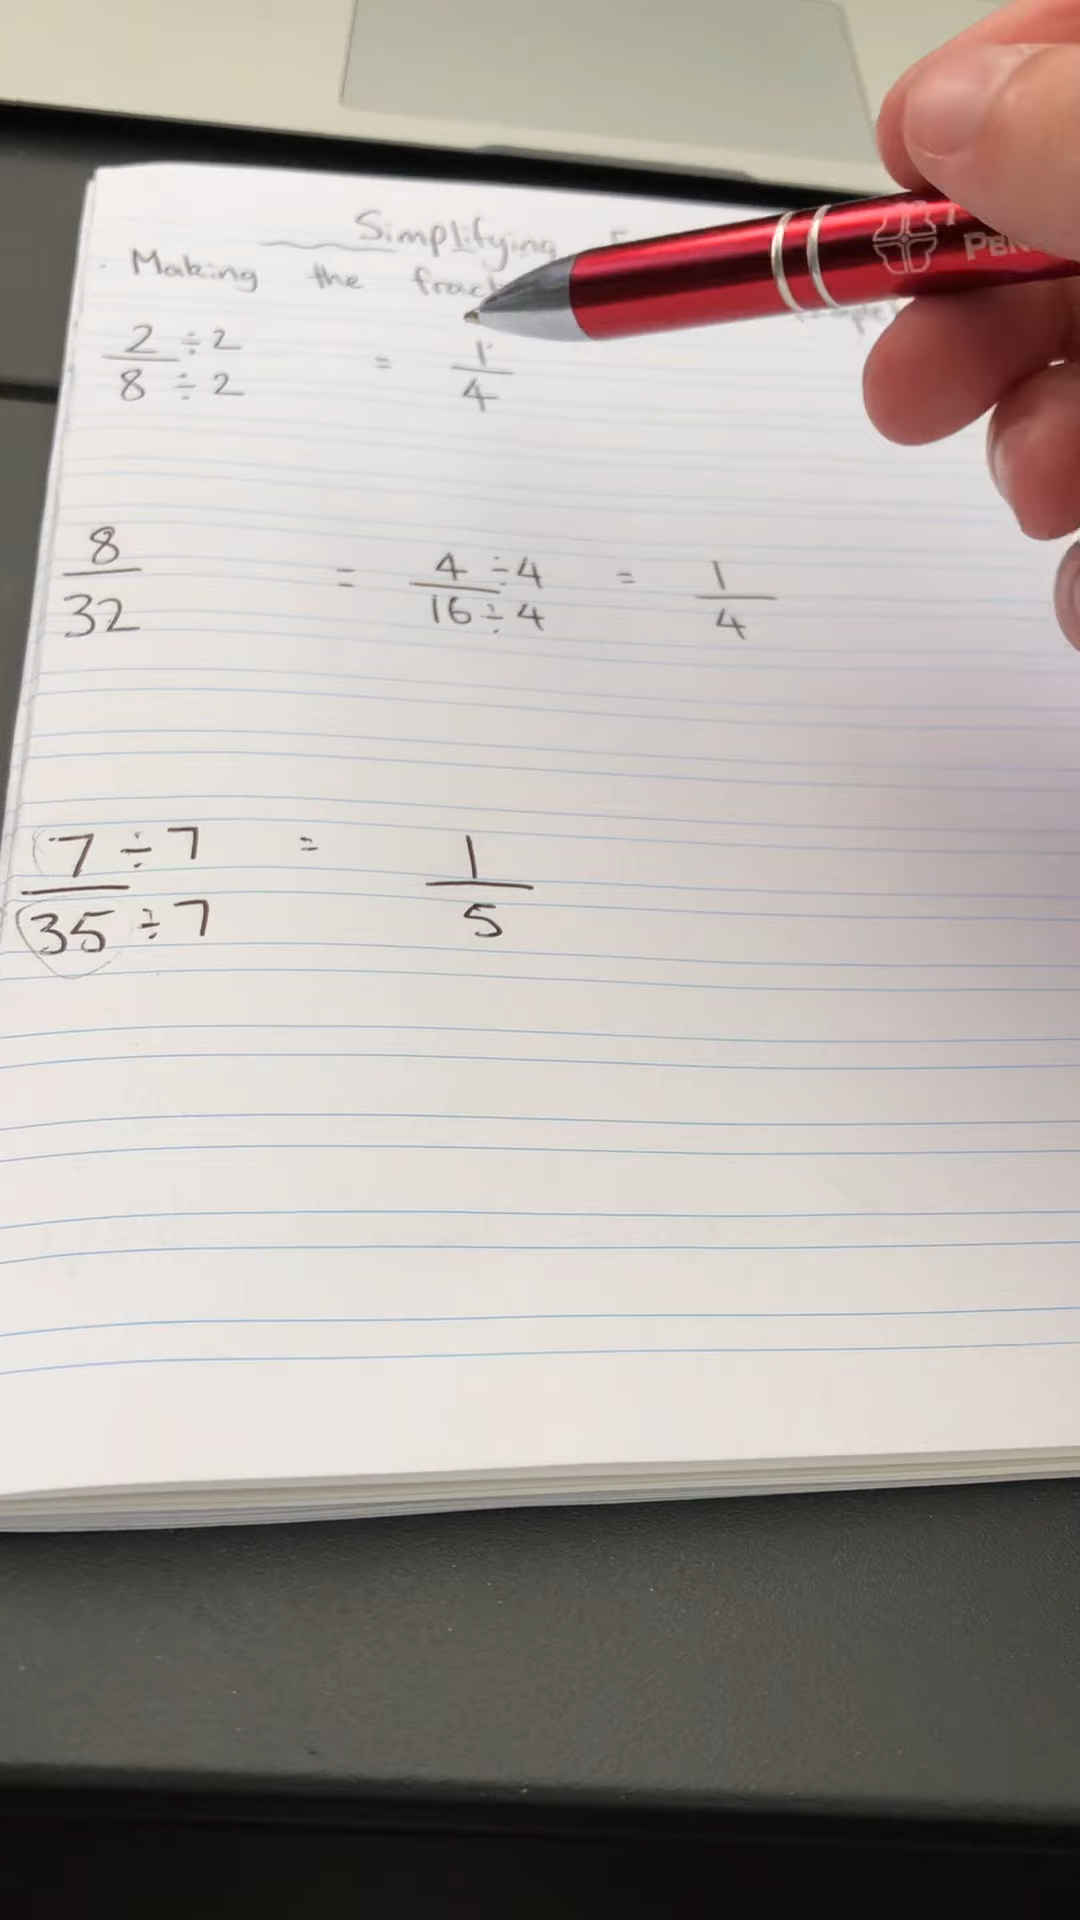 Simplifying
Making the
2 ÷2 = 1
8 ÷2 4
8 = 4 ÷4 = 1
32 16 ÷4 4
7 ÷7 = 1
35 ÷7 5